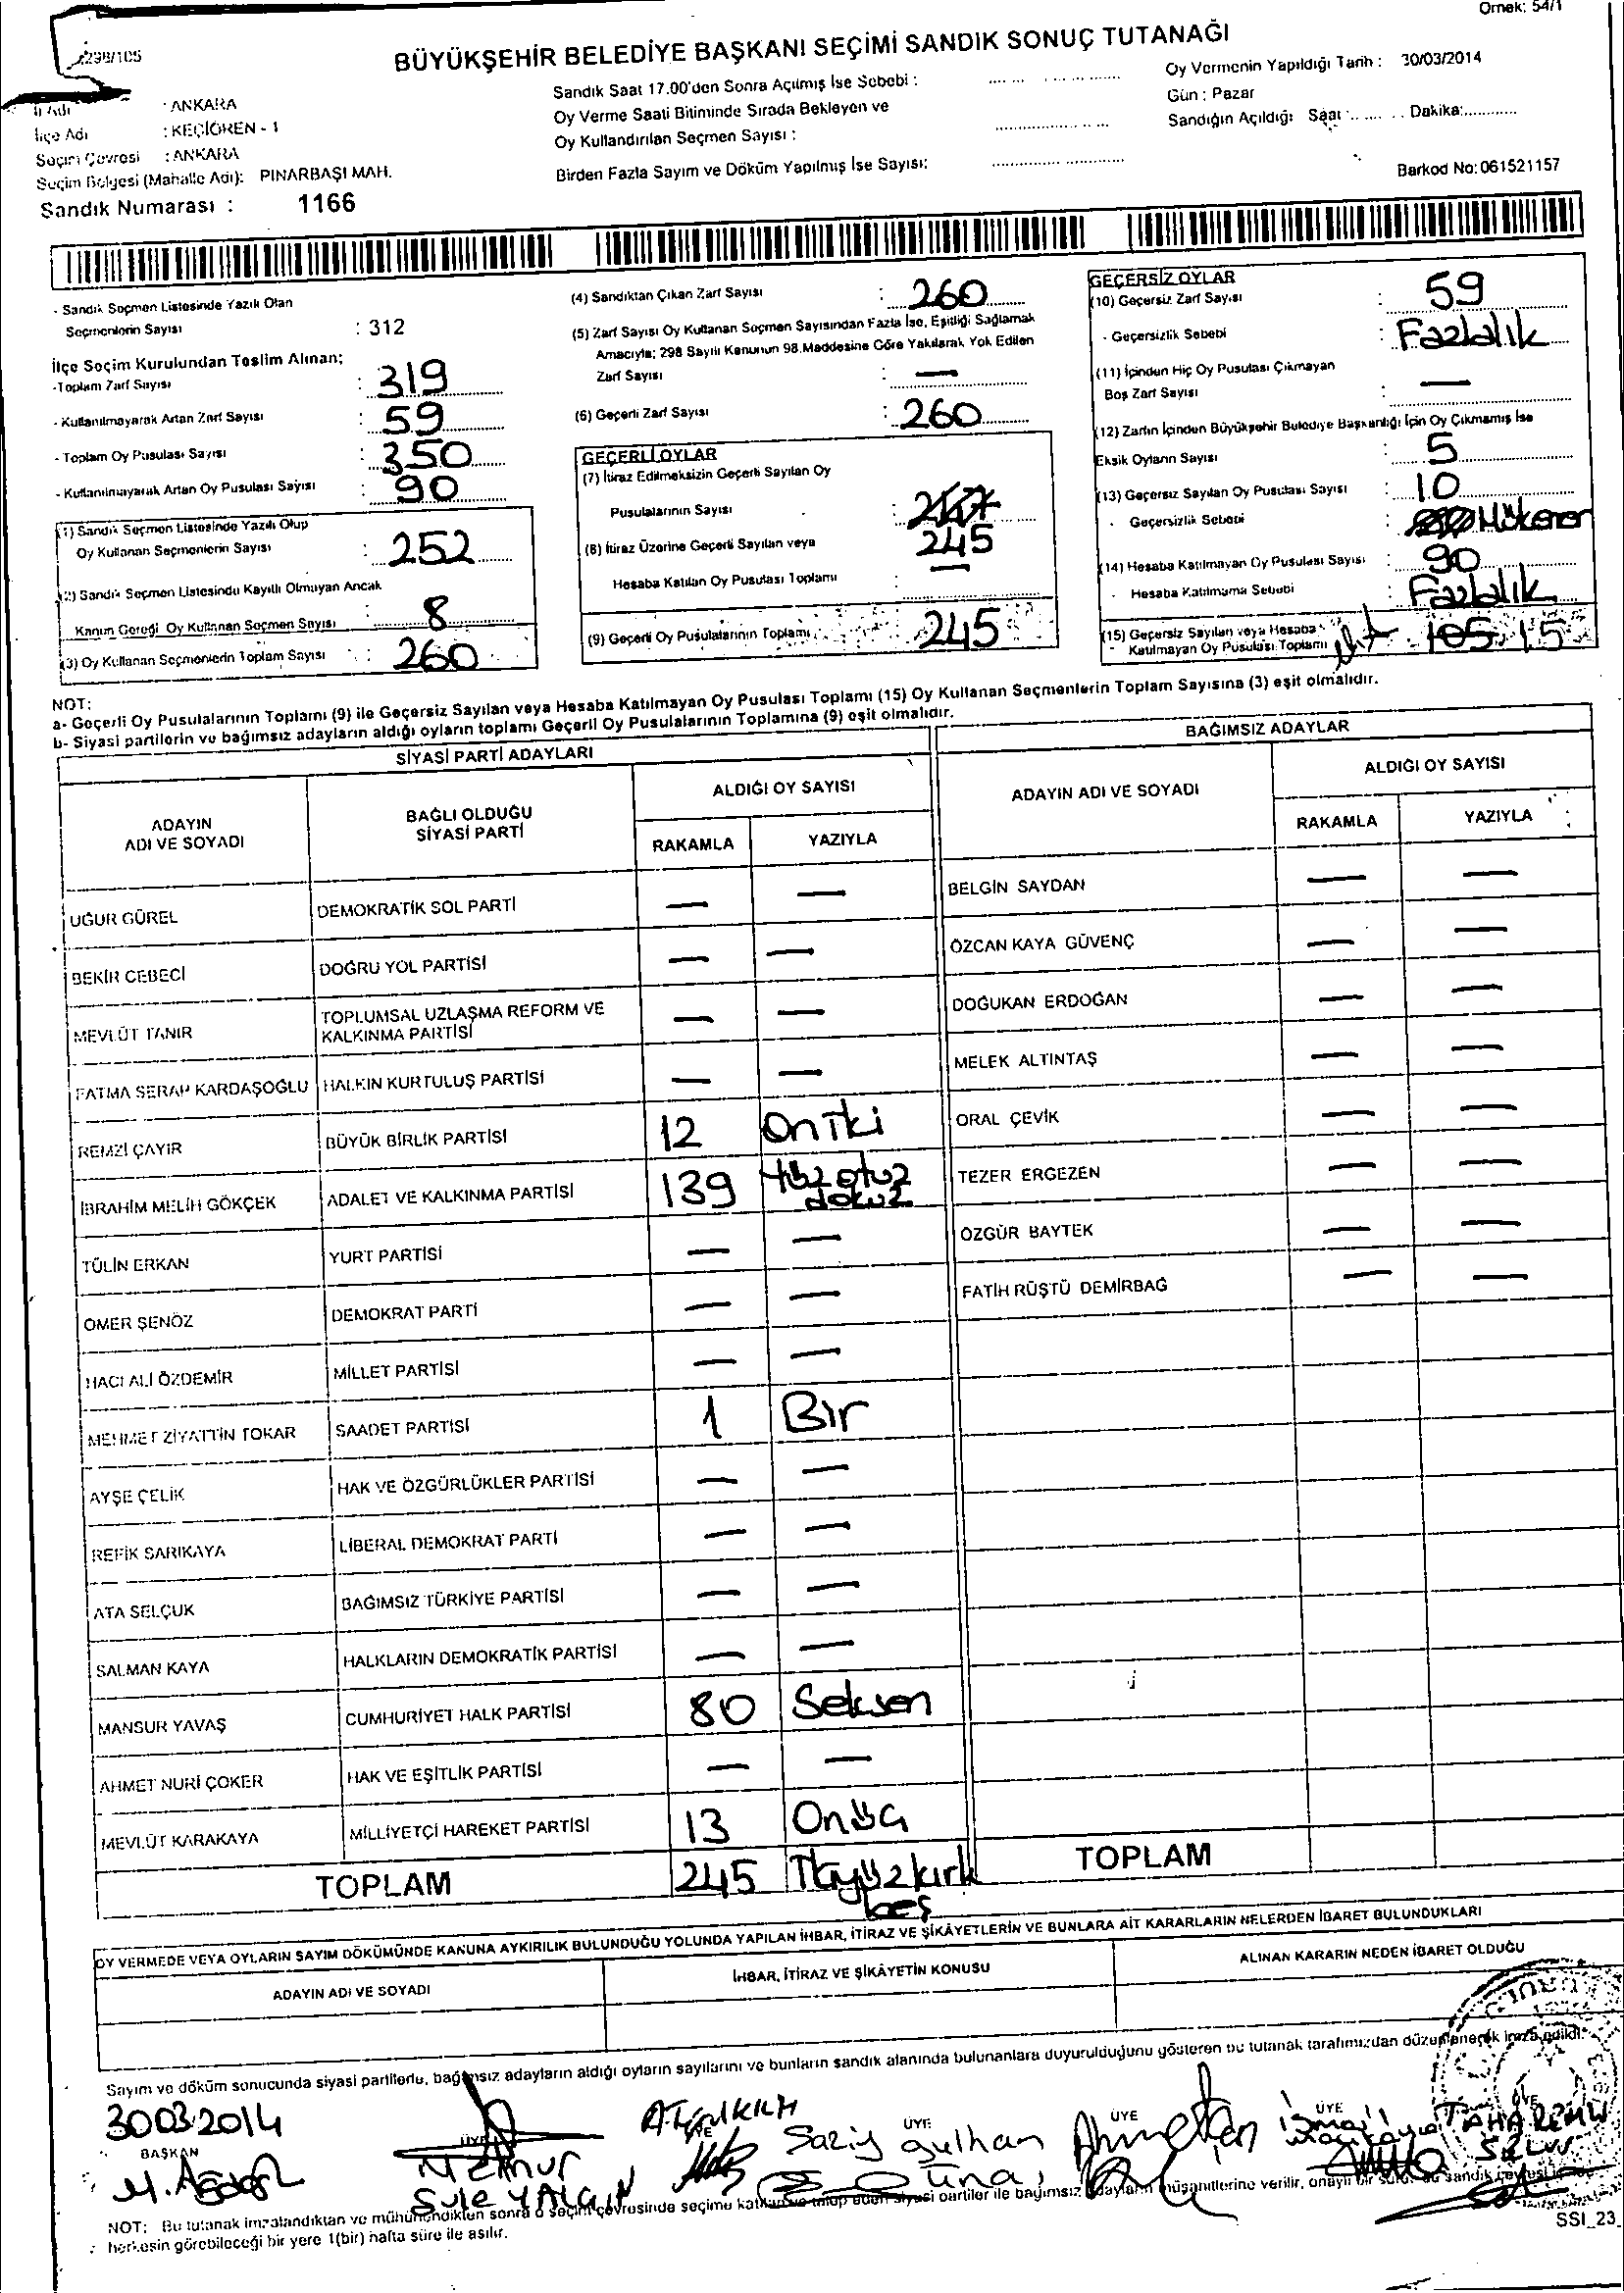 Örnek: 54/1
298/105
BÜYÜKŞEHİR BELEDİYE BAŞKANI SEÇİMİ SANDIK SONUÇ TUTANAĞI
İl Adı : ANKARA
İlçe Adı : KEÇİÖREN - 1
Seçim Çevresi : ANKARA
Seçim Bölgesi (Mahalle Adı): PINARBAŞI MAH.
Sandık Numarası : 1166
Sandık Saat 17.00'den Sonra Açılmış İse Sebebi :
Oy Verme Saati Bitiminde Sırada Bekleyen ve
Oy Kullandırılan Seçmen Sayısı :
Birden Fazla Sayım ve Döküm Yapılmış İse Sayısı:
Oy Vermenin Yapıldığı Tarih : 30/03/2014
Gün : Pazar
Sandığın Açıldığı Saat : Dakika:
Barkod No: 061521157
- Sandık Seçmen Listesinde Yazılı Olan
Seçmenlerin Sayısı : 312
İlçe Seçim Kurulundan Teslim Alınan;
-Toplam Zarf Sayısı : 319
- Kullanılmayarak Artan Zarf Sayısı : 59
- Toplam Oy Pusulası Sayısı : 350
- Kullanılmayarak Artan Oy Pusulası Sayısı : 90
(1) Sandık Seçmen Listesinde Yazılı Olup
Oy Kullanan Seçmenlerin Sayısı : 252
(2) Sandık Seçmen Listesinde Kayıtlı Olmıyan Ancak
Kanun Gereği Oy Kullanan Seçmen Sayısı 8
(3) Oy Kullanan Seçmenlerin Toplam Sayısı : 260
(4) Sandıktan Çıkan Zarf Sayısı : 260
(5) Zarf Sayısı Oy Kullanan Seçmen Sayısından Fazla İse, Eşitliği Sağlamak
Amacıyla; 298 Sayılı Kanunun 98.Maddesine Göre Yakılarak Yok Edilen
Zarf Sayısı : —
(6) Geçerli Zarf Sayısı : 260
GEÇERLİ OYLAR
(7) İtiraz Edilmeksizin Geçerli Sayılan Oy
Pusulalarının Sayısı : 245
(8) İtiraz Üzerine Geçerli Sayılan veya
Hesaba Katılan Oy Pusulası Toplamı : —
(9) Geçerli Oy Pusulalarının Toplamı : 245
GEÇERSİZ OYLAR
(10) Geçersiz Zarf Sayısı : 59
- Geçersizlik Sebebi : Fazlalık
(11) İçinden Hiç Oy Pusulası Çıkmayan
Boş Zarf Sayısı : —
(12) Zarfın İçinden Büyükşehir Belediye Başkanlığı İçin Oy Çıkmamış İse
Eksik Oyların Sayısı : 5
(13) Geçersiz Sayılan Oy Pusulası Sayısı : 10
- Geçersizlik Sebebi : Mükerrer
(14) Hesaba Katılmayan Oy Pusulası Sayısı : 90
- Hesaba Katılmama Sebebi : Fazlalık
(15) Geçersiz Sayılan veya Hesaba
Katılmayan Oy Pusulası Toplamı 105 15
NOT:
a- Geçerli Oy Pusulalarının Toplamı (9) ile Geçersiz Sayılan veya Hesaba Katılmayan Oy Pusulası Toplamı (15) Oy Kullanan Seçmenlerin Toplam Sayısına (3) eşit olmalıdır.
b- Siyasi partilerin ve bağımsız adayların aldığı oyların toplamı Geçerli Oy Pusulalarının Toplamına (9) eşit olmalıdır.
SİYASİ PARTİ ADAYLARI
ADAYIN ADI VE SOYADI
BAĞLI OLDUĞU SİYASİ PARTİ
ALDIĞI OY SAYISI
RAKAMLA YAZIYLA
UĞUR GÜREL DEMOKRATİK SOL PARTİ — —
BEKİR CEBECİ DOĞRU YOL PARTİSİ — —
MEVLÜT TANIR TOPLUMSAL UZLAŞMA REFORM VE KALKINMA PARTİSİ — —
FATMA SERAP KARDAŞOĞLU HALKIN KURTULUŞ PARTİSİ — —
REMZİ ÇAYIR BÜYÜK BİRLİK PARTİSİ 12 Oniki
İBRAHİM MELİH GÖKÇEK ADALET VE KALKINMA PARTİSİ 139 Yüzotuz dokuz
TÜLİN ERKAN YURT PARTİSİ — —
ÖMER ŞENÖZ DEMOKRAT PARTİ — —
HACI ALİ ÖZDEMİR MİLLET PARTİSİ — —
MEHMET ZİYATTİN TOKAR SAADET PARTİSİ 1 Bir
AYŞE ÇELİK HAK VE ÖZGÜRLÜKLER PARTİSİ — —
REFİK SARIKAYA LİBERAL DEMOKRAT PARTİ — —
ATA SELÇUK BAĞIMSIZ TÜRKİYE PARTİSİ — —
SALMAN KAYA HALKLARIN DEMOKRATİK PARTİSİ — —
MANSUR YAVAŞ CUMHURİYET HALK PARTİSİ 80 Seksen
AHMET NURİ ÇOKER HAK VE EŞİTLİK PARTİSİ — —
MEVLÜT KARAKAYA MİLLİYETÇİ HAREKET PARTİSİ 13 Onüç
TOPLAM 245 İkiyüzkırk beş
BAĞIMSIZ ADAYLAR
ADAYIN ADI VE SOYADI
ALDIĞI OY SAYISI
RAKAMLA YAZIYLA
BELGİN SAYDAN — —
ÖZCAN KAYA GÜVENÇ — —
DOĞUKAN ERDOĞAN — —
MELEK ALTINTAŞ — —
ORAL ÇEVİK — —
TEZER ERGEZEN — —
ÖZGÜR BAYTEK — —
FATİH RÜŞTÜ DEMİRBAĞ — —
TOPLAM
OY VERMEDE VEYA OYLARIN SAYIM DÖKÜMÜNDE KANUNA AYKIRILIK BULUNDUĞU YOLUNDA YAPILAN İHBAR, İTİRAZ VE ŞİKÂYETLERİN VE BUNLARA AİT KARARLARIN NELERDEN İBARET BULUNDUKLARI
ADAYIN ADI VE SOYADI
İHBAR, İTİRAZ VE ŞİKÂYETİN KONUSU
ALINAN KARARIN NEDEN İBARET OLDUĞU
Sayım ve döküm sonucunda siyasi partilerle, bağımsız adayların aldığı oyların sayılarını ve bunların sandık alanında bulunanlara duyurulduğunu gösteren bu tutanak tarafımızdan düzenlenerek imza edildi.
30.03.2014
BAŞKAN
ÜYE
ÜYE
ÜYE
ÜYE
ÜYE
Şule YALÇIN
gülhan
Ahmet
İsmail
TAHA
NOT: Bu tutanak imzalandıktan ve mühürlendikten sonra o seçim çevresinde seçime katılan ve talep eden siyasi partiler ile bağımsız adayların müşahitlerine verilir, onaylı bir
herkesin görebileceği bir yere 1(bir) hafta süre ile asılır.
SSI_23_